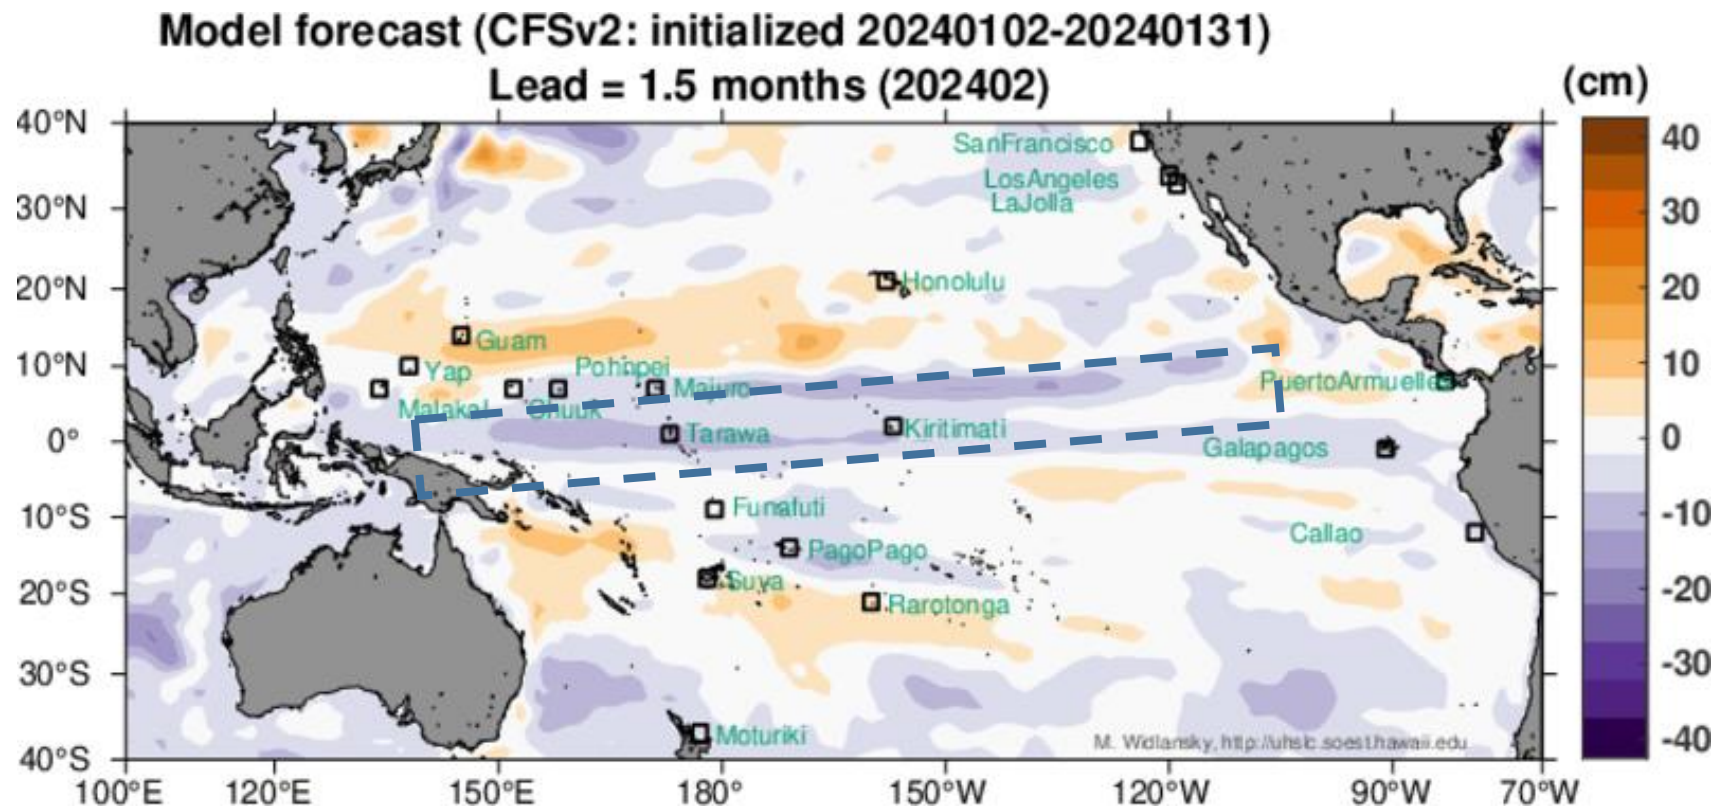 Model forecast (CFSv2: initialized 20240102-20240131)
Lead = 1.5 months (202402)
(cm)
40°N
30°N
20°N
10°N
0°
10°S
20°S
30°S
40°S
SanFrancisco
LosAngeles
LaJolla
Honolulu
Guam
Yap
Pohnpei
Malakal
Chuuk
Majuro
PuertoArmuelle
Tarawa
Kiritimati
Galapagos
Funafuti
Callao
PagoPago
Suva
Rarotonga
Moturiki
M. Widlansky, http://uhslc.soest.hawaii.edu
100°E 120°E 150°E 180° 150°W 120°W 90°W 70°W
40
30
20
10
0
-10
-20
-30
-40